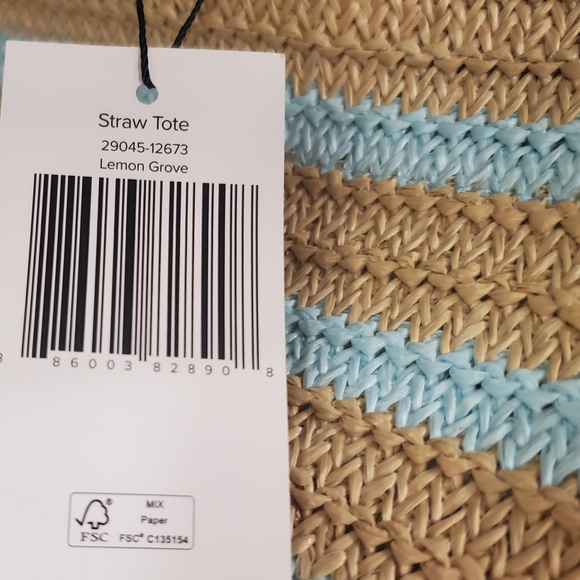 Straw Tote
29045-12673
Lemon Grove
8 86003 82890 8
FSC®
MIX
Paper
FSC® C135154